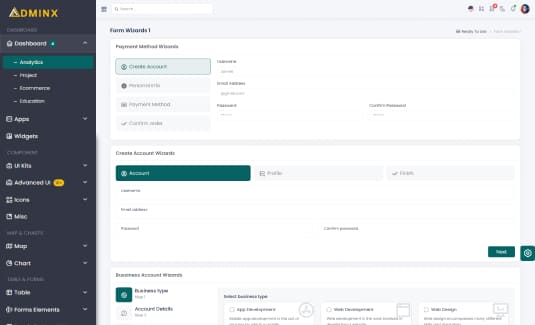 ADMINX
Search
DASHBOARD
Dashboard
Analytics
Project
Ecommerce
Education
Apps
Widgets
COMPONENT
UI Kits
Advanced UI
Icons
Misc
MAP & CHARTS
Map
Chart
TABLE & FORMS
Table
Forms Elements
Form Wizards 1
Ready To Use
Form Wizards1
Payment Method Wizards
Create Account
Personal Info
Payment Method
Confirm order
Username
Email Address
Password
Confirm Password
Create Account Wizards
Account
Profile
Finish
Username
Email address
Password
Confirm password
Next
Bussiness Account Wizards
Business type
Step 1
Account Details
Step 2
Select business type
App Development
Web Development
Web Design